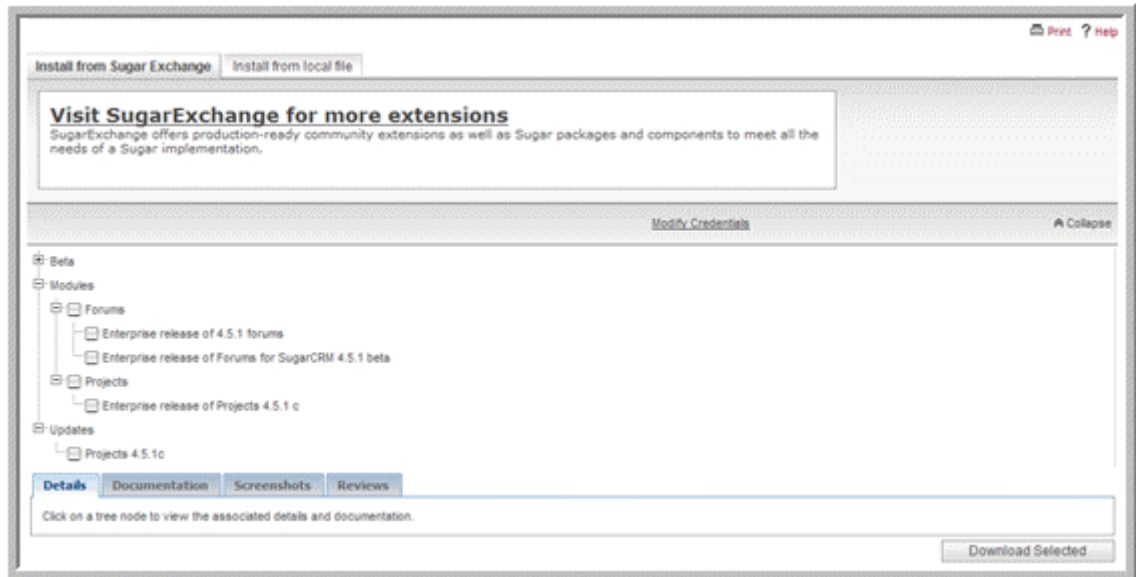 Print ? Help
Install from Sugar Exchange Install from local file
Visit SugarExchange for more extensions
SugarExchange offers production-ready community extensions as well as Sugar packages and components to meet all the
needs of a Sugar implementation.
Modify Credentials Collapse
Beta
Modules
Forums
Enterprise release of 4.5.1 forums
Enterprise release of Forums for SugarCRM 4.5.1 beta
Projects
Enterprise release of Projects 4.5.1 c
Updates
Projects 4.5.1c
Details Documentation Screenshots Reviews
Click on a tree node to view the associated details and documentation.
Download Selected